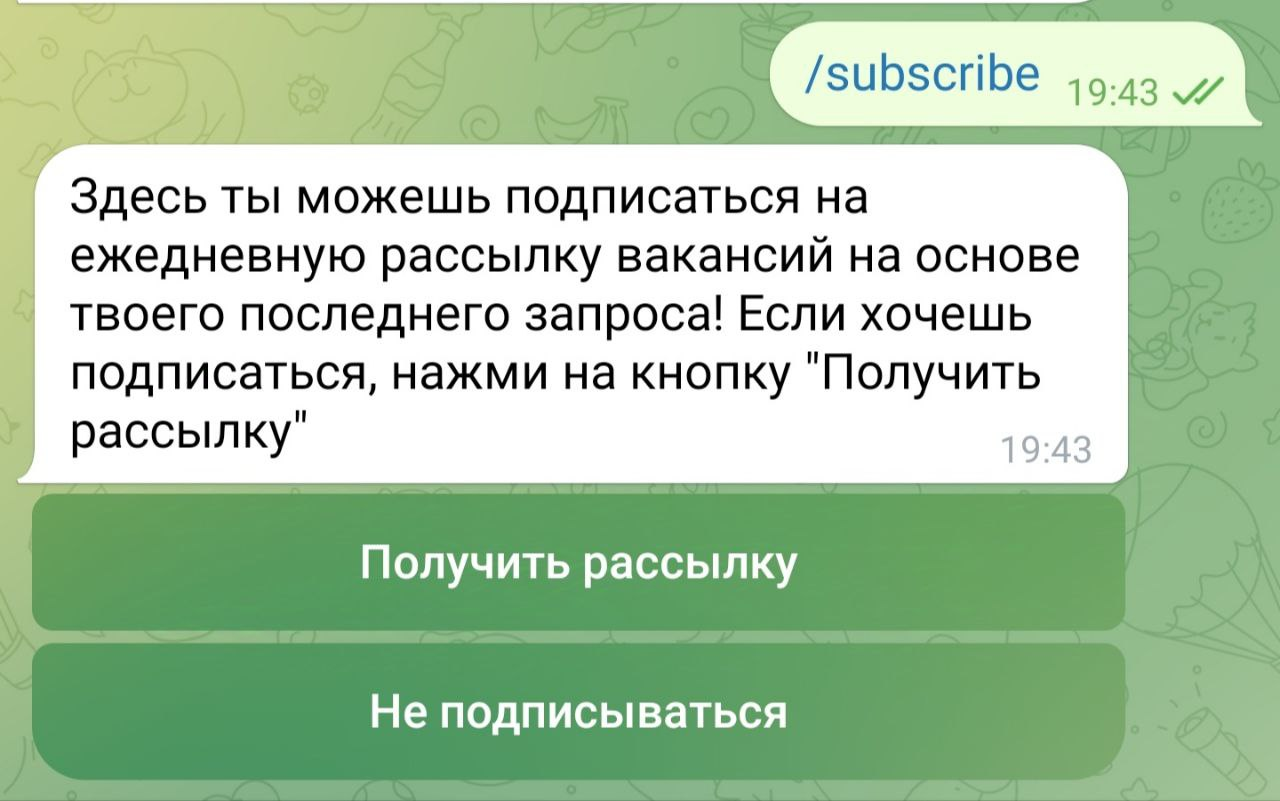 /subscribe 19:43
Здесь ты можешь подписаться на
ежедневную рассылку вакансий на основе
твоего последнего запроса! Если хочешь
подписаться, нажми на кнопку "Получить
рассылку"
19:43
Получить рассылку
Не подписываться